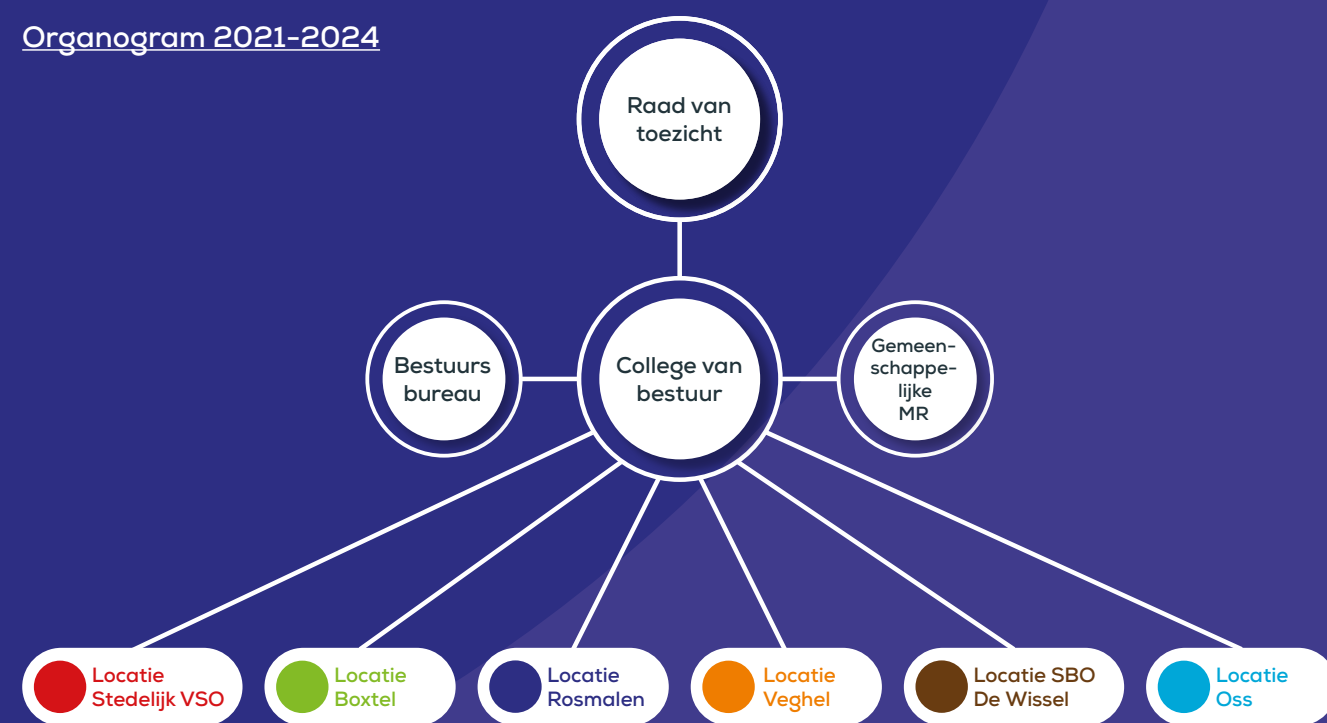 Organogram 2021-2024
Raad van
toezicht
Bestuurs
bureau
College van
bestuur
Gemeen-
schappe-
lijke
MR
Locatie
Stedelijk VSO
Locatie
Boxtel
Locatie
Rosmalen
Locatie
Veghel
Locatie SBO
De Wissel
Locatie
Oss